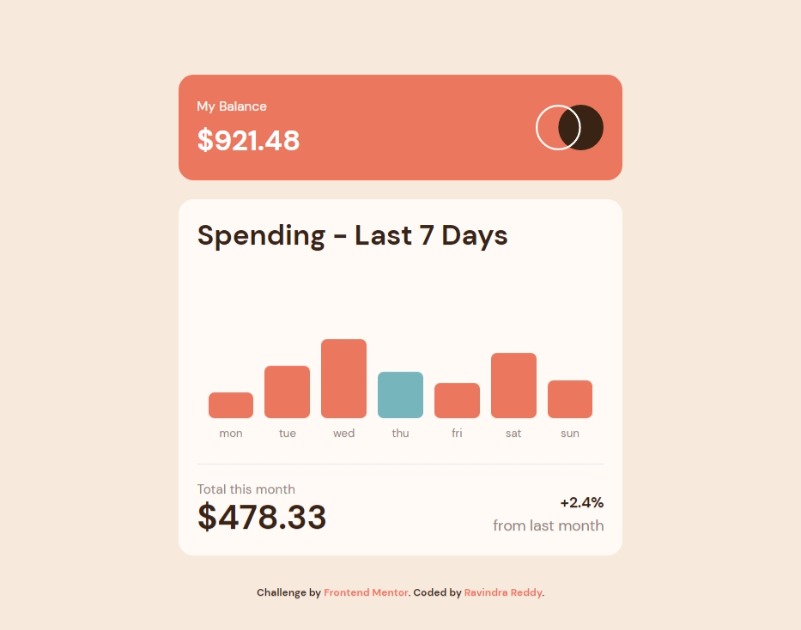 My Balance
$921.48
Spending - Last 7 Days
mon tue wed thu fri sat sun
Total this month
$478.33
+2.4%
from last month
Challenge by Frontend Mentor. Coded by Ravindra Reddy.